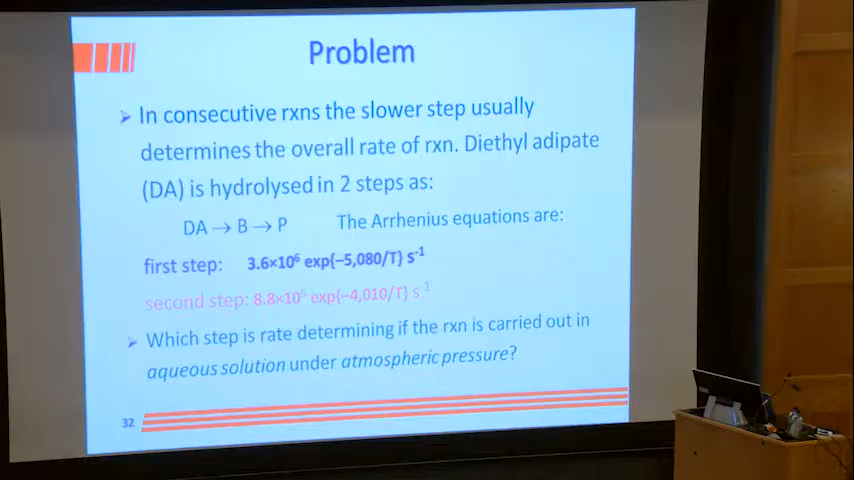 Problem
➢ In consecutive rxns the slower step usually
determines the overall rate of rxn. Diethyl adipate
(DA) is hydrolysed in 2 steps as:
DA → B → P The Arrhenius equations are:
first step: 3.6×10⁶ exp{−5,080/T} s⁻¹
second step: 8.8×10⁵ exp{−4,010/T} s⁻¹
➢ Which step is rate determining if the rxn is carried out in
aqueous solution under atmospheric pressure?
32